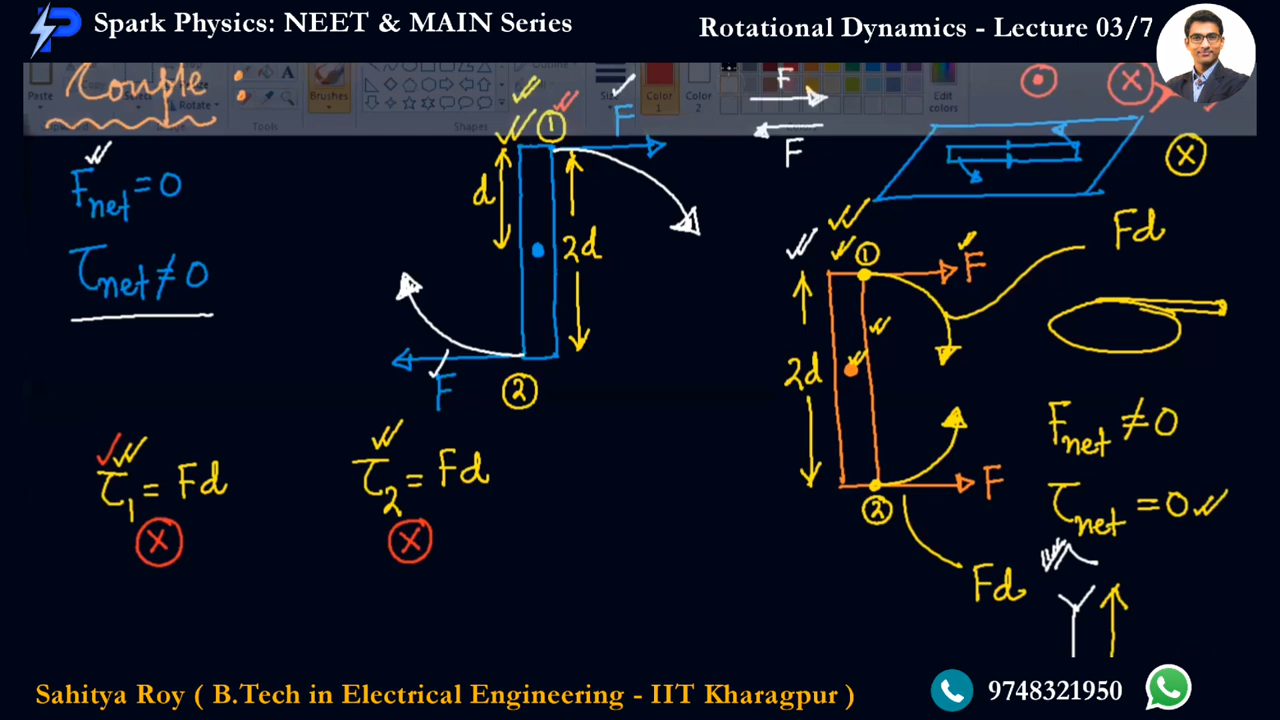 Spark Physics: NEET & MAIN Series
Rotational Dynamics - Lecture 03/7
Couple :
Paste
Rotate
Tools
Brushes
Shapes
Size
Color 1
Color 2
Edit colors
F
F
① F
d
2d
F
②
Fnet = 0
τnet ≠ 0
τ1 = Fd
ⓧ
τ2 = Fd
ⓧ
ⓧ
ⓧ
① F
Fd
2d
② F
Fd
Fnet ≠ 0
τnet = 0
Sahitya Roy ( B.Tech in Electrical Engineering - IIT Kharagpur )
9748321950